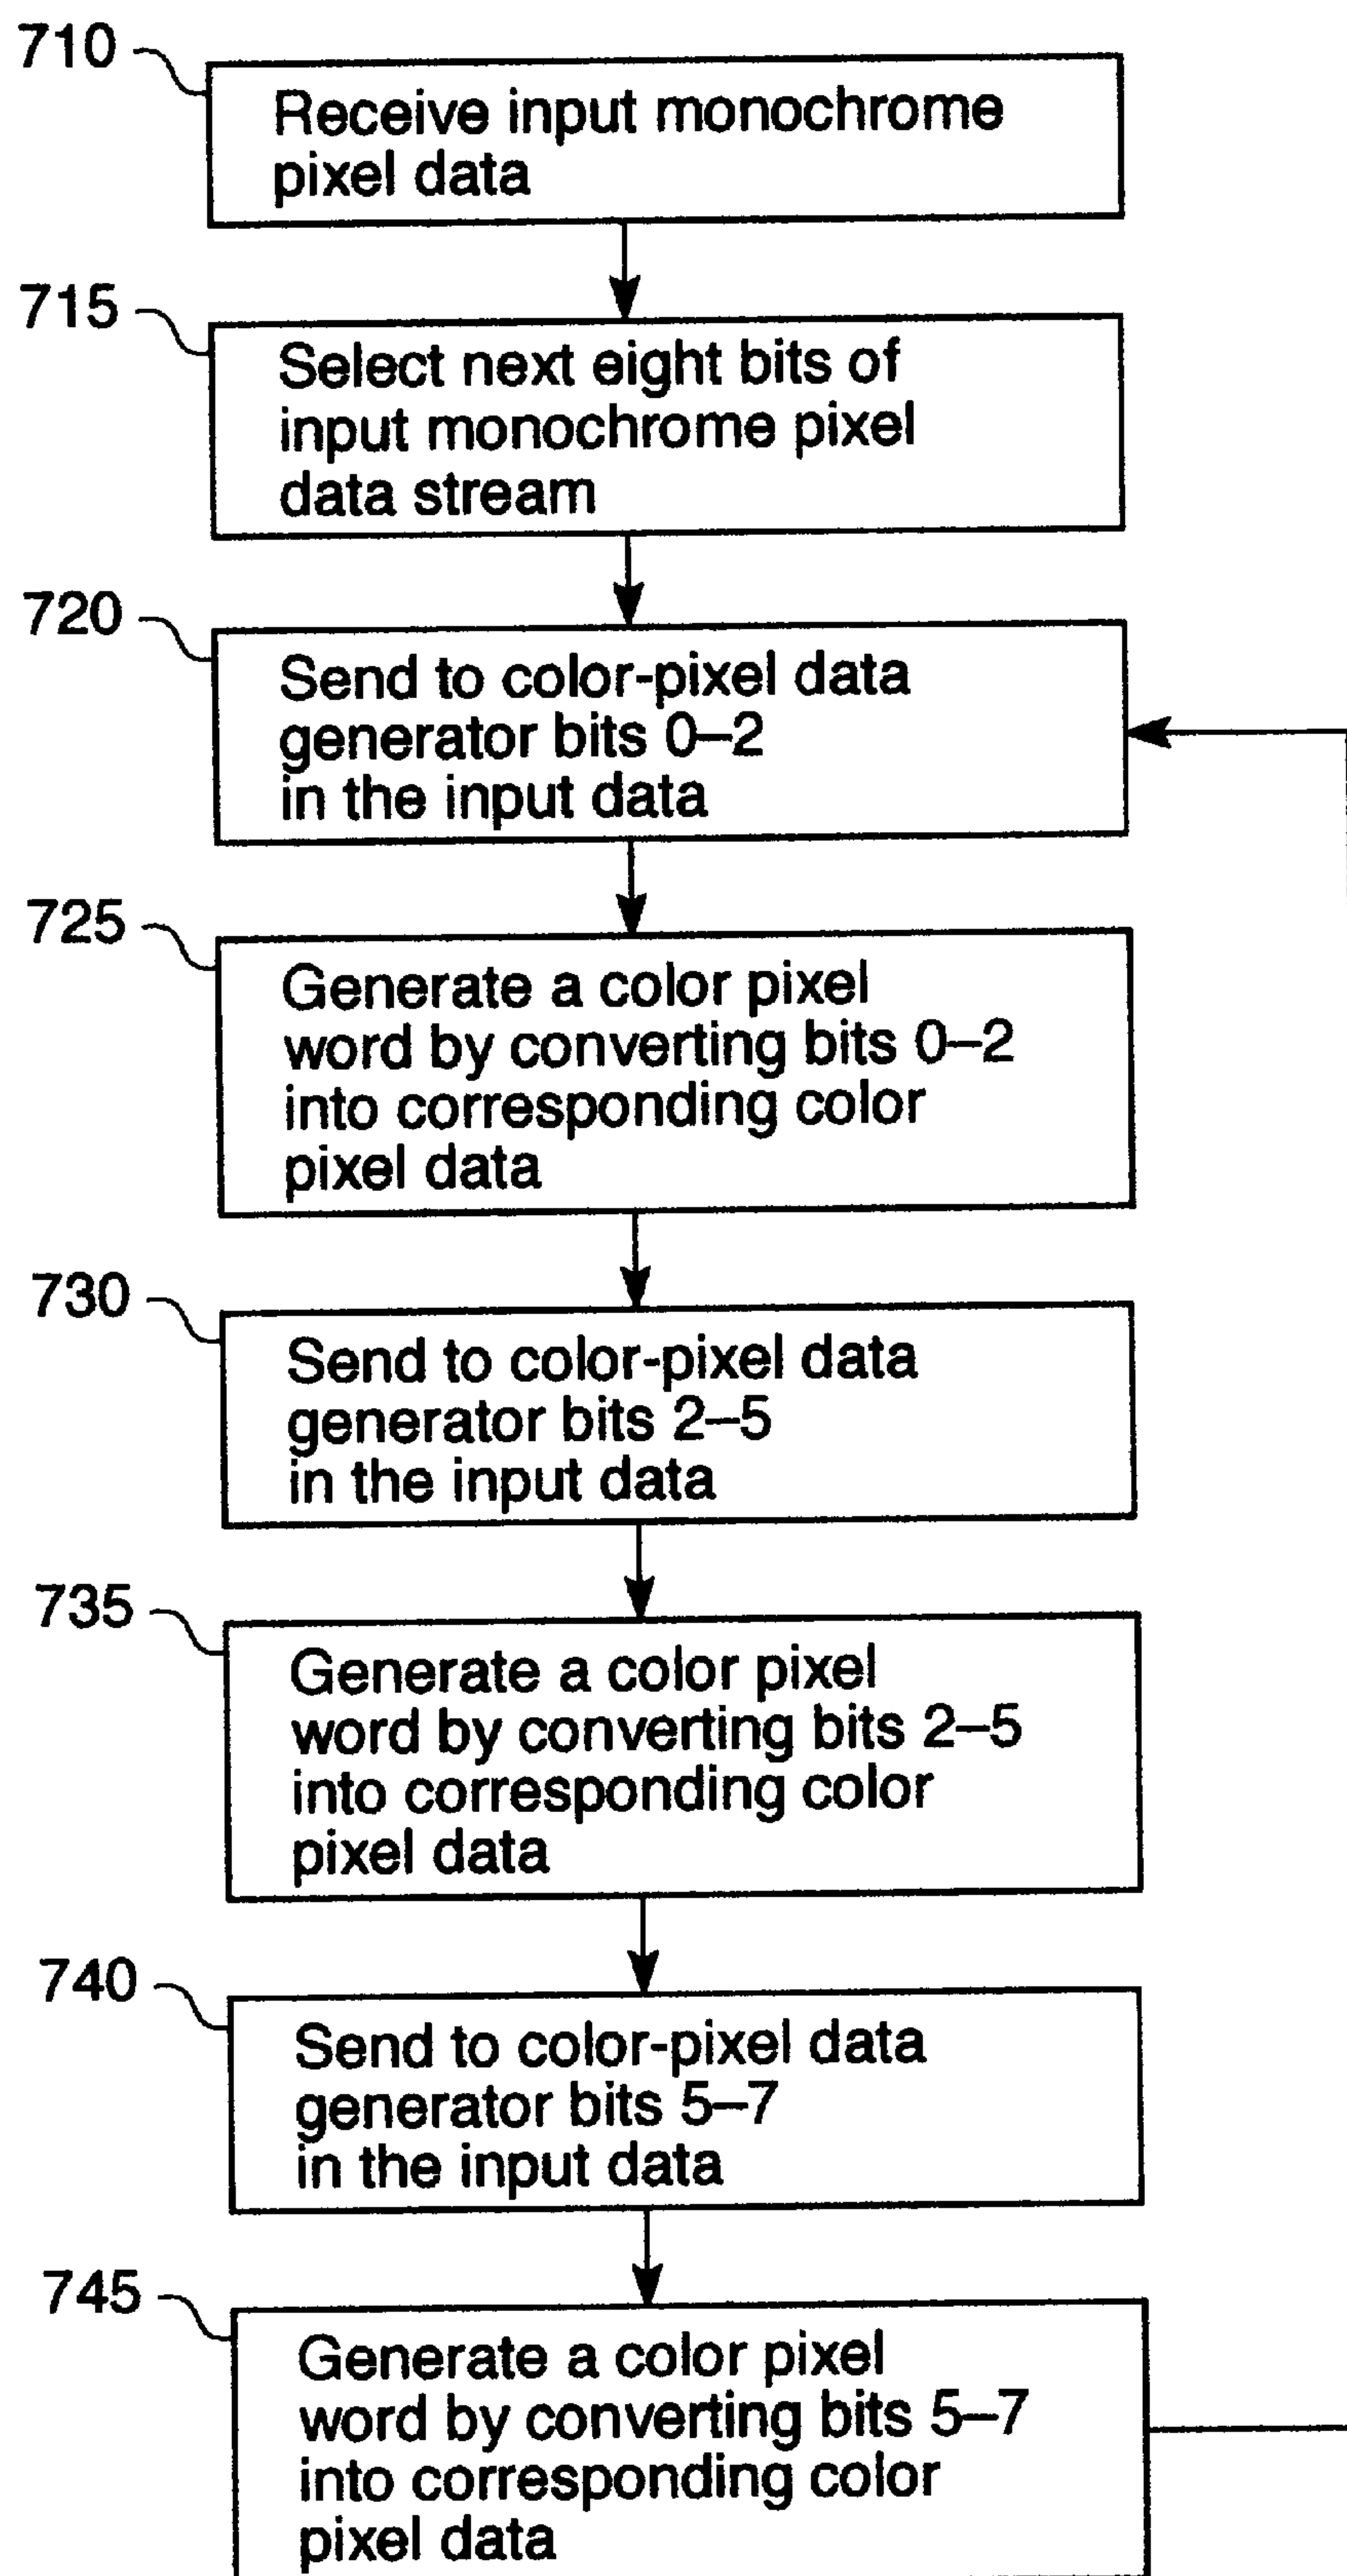 710
Receive input monochrome
pixel data
715
Select next eight bits of
input monochrome pixel
data stream
720
Send to color-pixel data
generator bits 0–2
in the input data
725
Generate a color pixel
word by converting bits 0–2
into corresponding color
pixel data
730
Send to color-pixel data
generator bits 2–5
in the input data
735
Generate a color pixel
word by converting bits 2–5
into corresponding color
pixel data
740
Send to color-pixel data
generator bits 5–7
in the input data
745
Generate a color pixel
word by converting bits 5–7
into corresponding color
pixel data